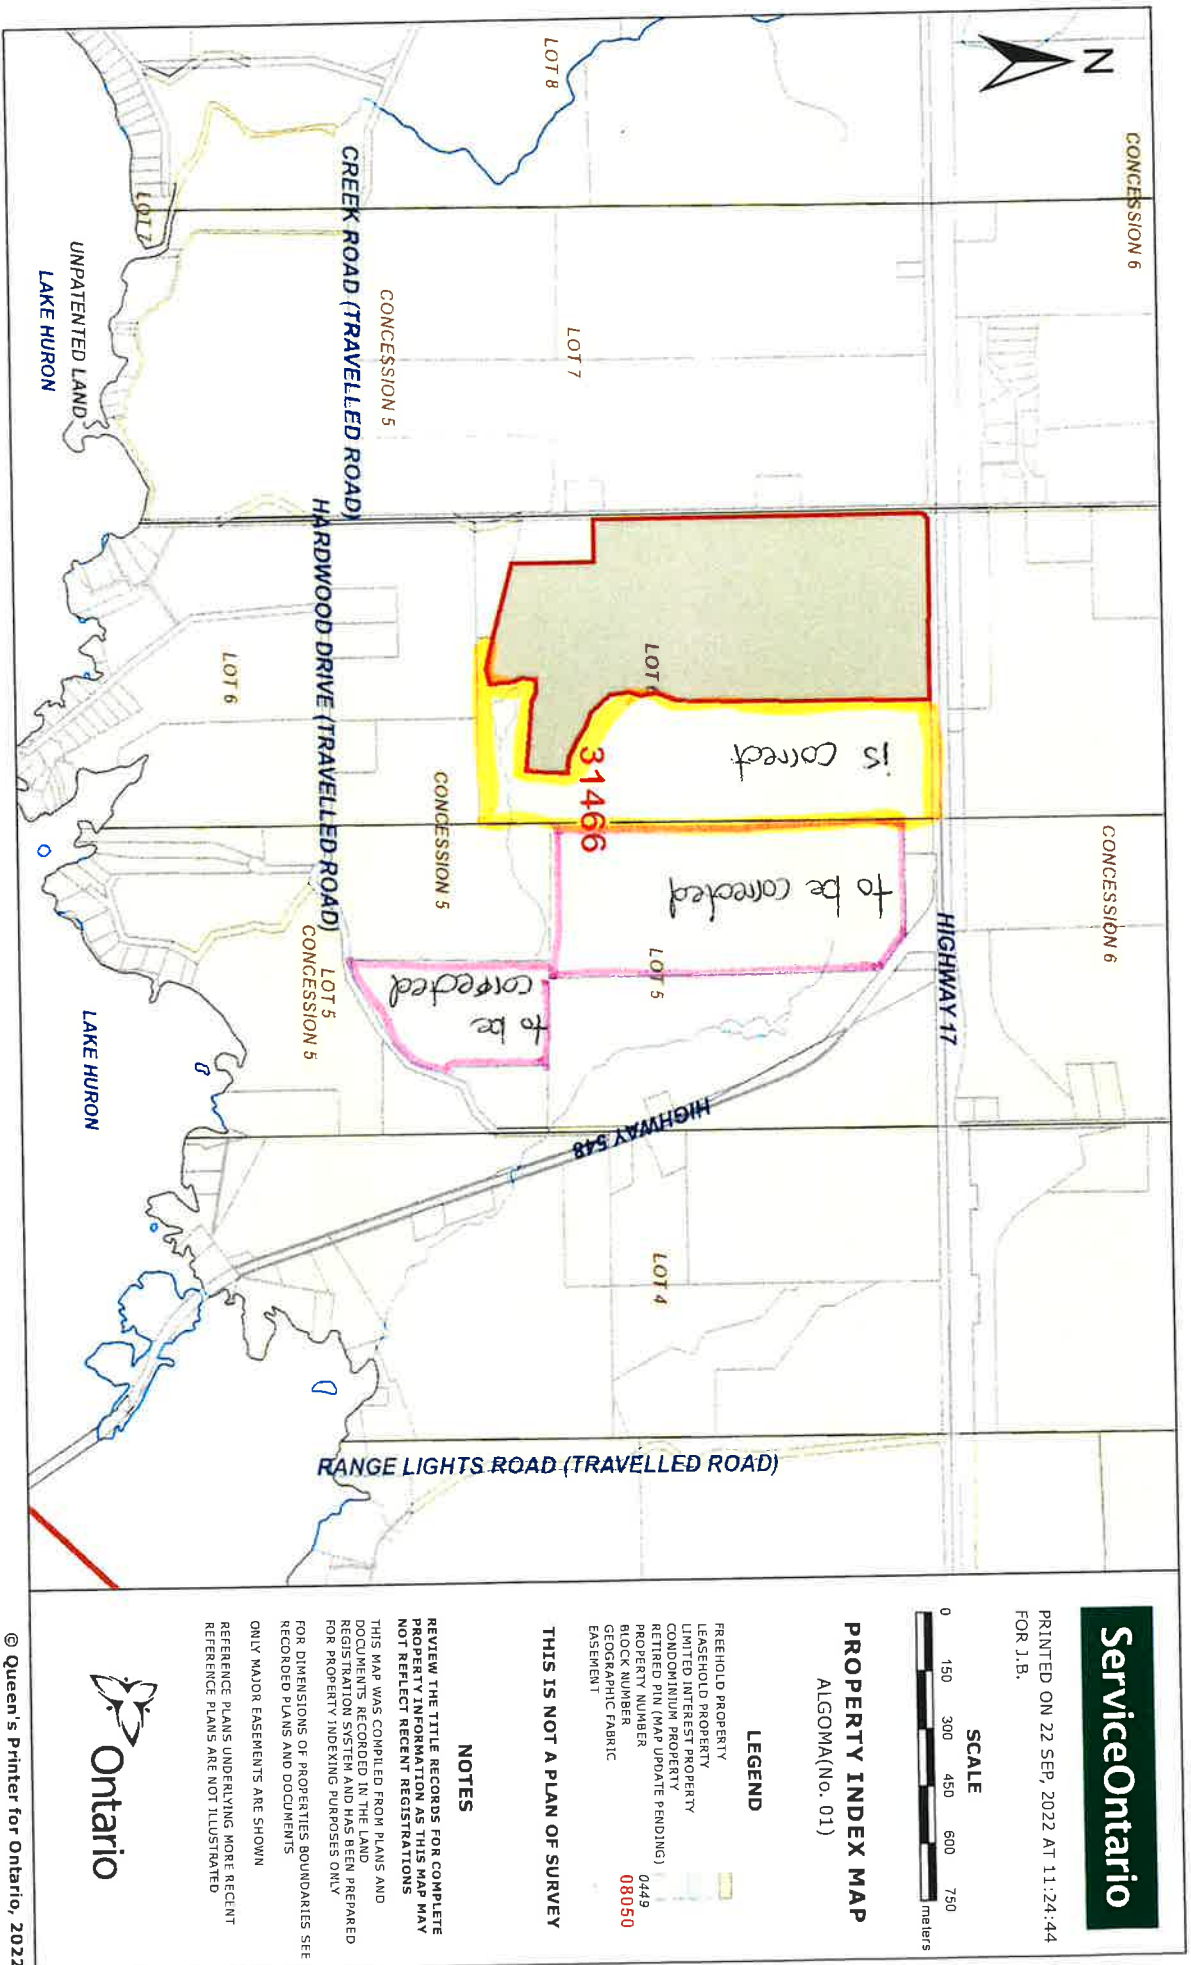 N
CONCESSION 6
LOT 8
CREEK ROAD (TRAVELLED ROAD)
LOT 7
UNPATENTED LAND
LAKE HURON
CONCESSION 5
LOT 7
HARDWOOD DRIVE (TRAVELLED ROAD)
LOT 6
LOT 6
is correct
31466
CONCESSION 5
CONCESSION 6
to be corrected
HIGHWAY 17
LOT 5
to be
corrected
LOT 5
CONCESSION 5
LAKE HURON
HIGHWAY 548
LOT 4
RANGE LIGHTS ROAD (TRAVELLED ROAD)
ServiceOntario
PRINTED ON 22 SEP, 2022 AT 11:24:44
FOR J.B.
SCALE
0 150 300 450 600 750
meters
PROPERTY INDEX MAP
ALGOMA(No. 01)
LEGEND
FREEHOLD PROPERTY
LEASEHOLD PROPERTY
LIMITED INTEREST PROPERTY
CONDOMINIUM PROPERTY
RETIRED PIN (MAP UPDATE PENDING)
PROPERTY NUMBER 0449
BLOCK NUMBER 08050
GEOGRAPHIC FABRIC
EASEMENT
THIS IS NOT A PLAN OF SURVEY
NOTES
REVIEW THE TITLE RECORDS FOR COMPLETE
PROPERTY INFORMATION AS THIS MAP MAY
NOT REFLECT RECENT REGISTRATIONS
THIS MAP WAS COMPILED FROM PLANS AND
DOCUMENTS RECORDED IN THE LAND
REGISTRATION SYSTEM AND HAS BEEN PREPARED
FOR PROPERTY INDEXING PURPOSES ONLY
FOR DIMENSIONS OF PROPERTIES BOUNDARIES SEE
RECORDED PLANS AND DOCUMENTS
ONLY MAJOR EASEMENTS ARE SHOWN
REFERENCE PLANS UNDERLYING MORE RECENT
REFERENCE PLANS ARE NOT ILLUSTRATED
Ontario
© Queen's Printer for Ontario, 2022